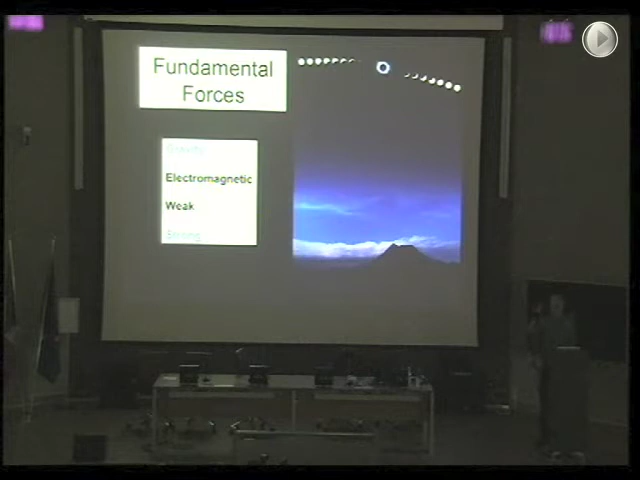 Fundamental
Forces
Gravity
Electromagnetic
Weak
Strong